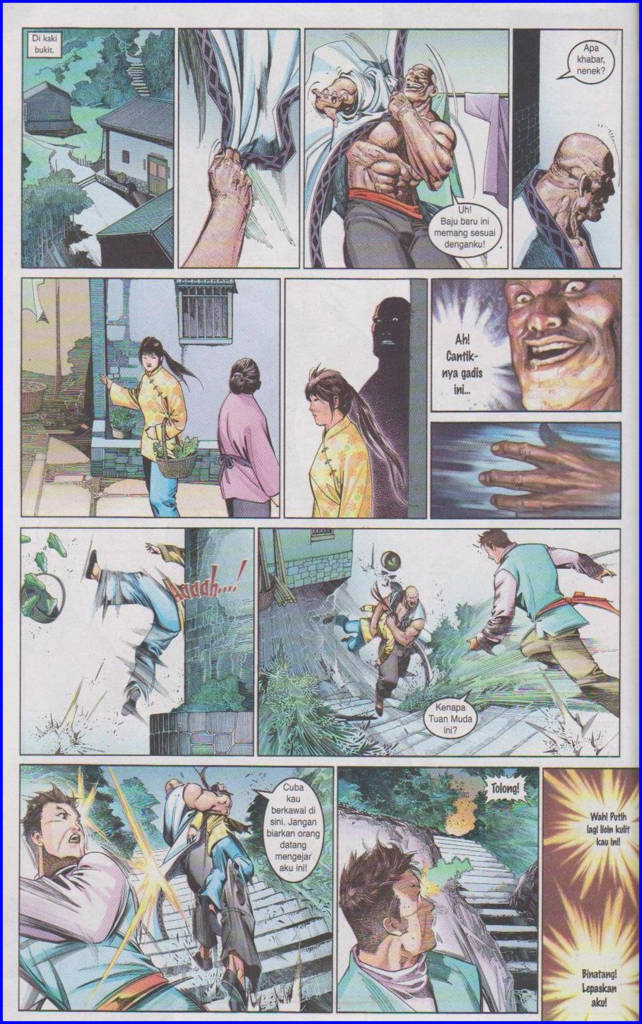 Di kaki
bukit.
Uh!
Baju baru ini
memang sesuai
denganku!
Apa
khabar,
nenek?
Ah!
Cantik-
nya gadis
ini...
Aaaah....!
Kenapa
Tuan Muda
ini?
Cuba
kau
berkawal di
sini. Jangan
biarkan orang
datang
mengejar
aku ini!
Tolong!
Wah! Putih
lagi licin kulit
kau ini!
Binatang!
Lepaskan
aku!